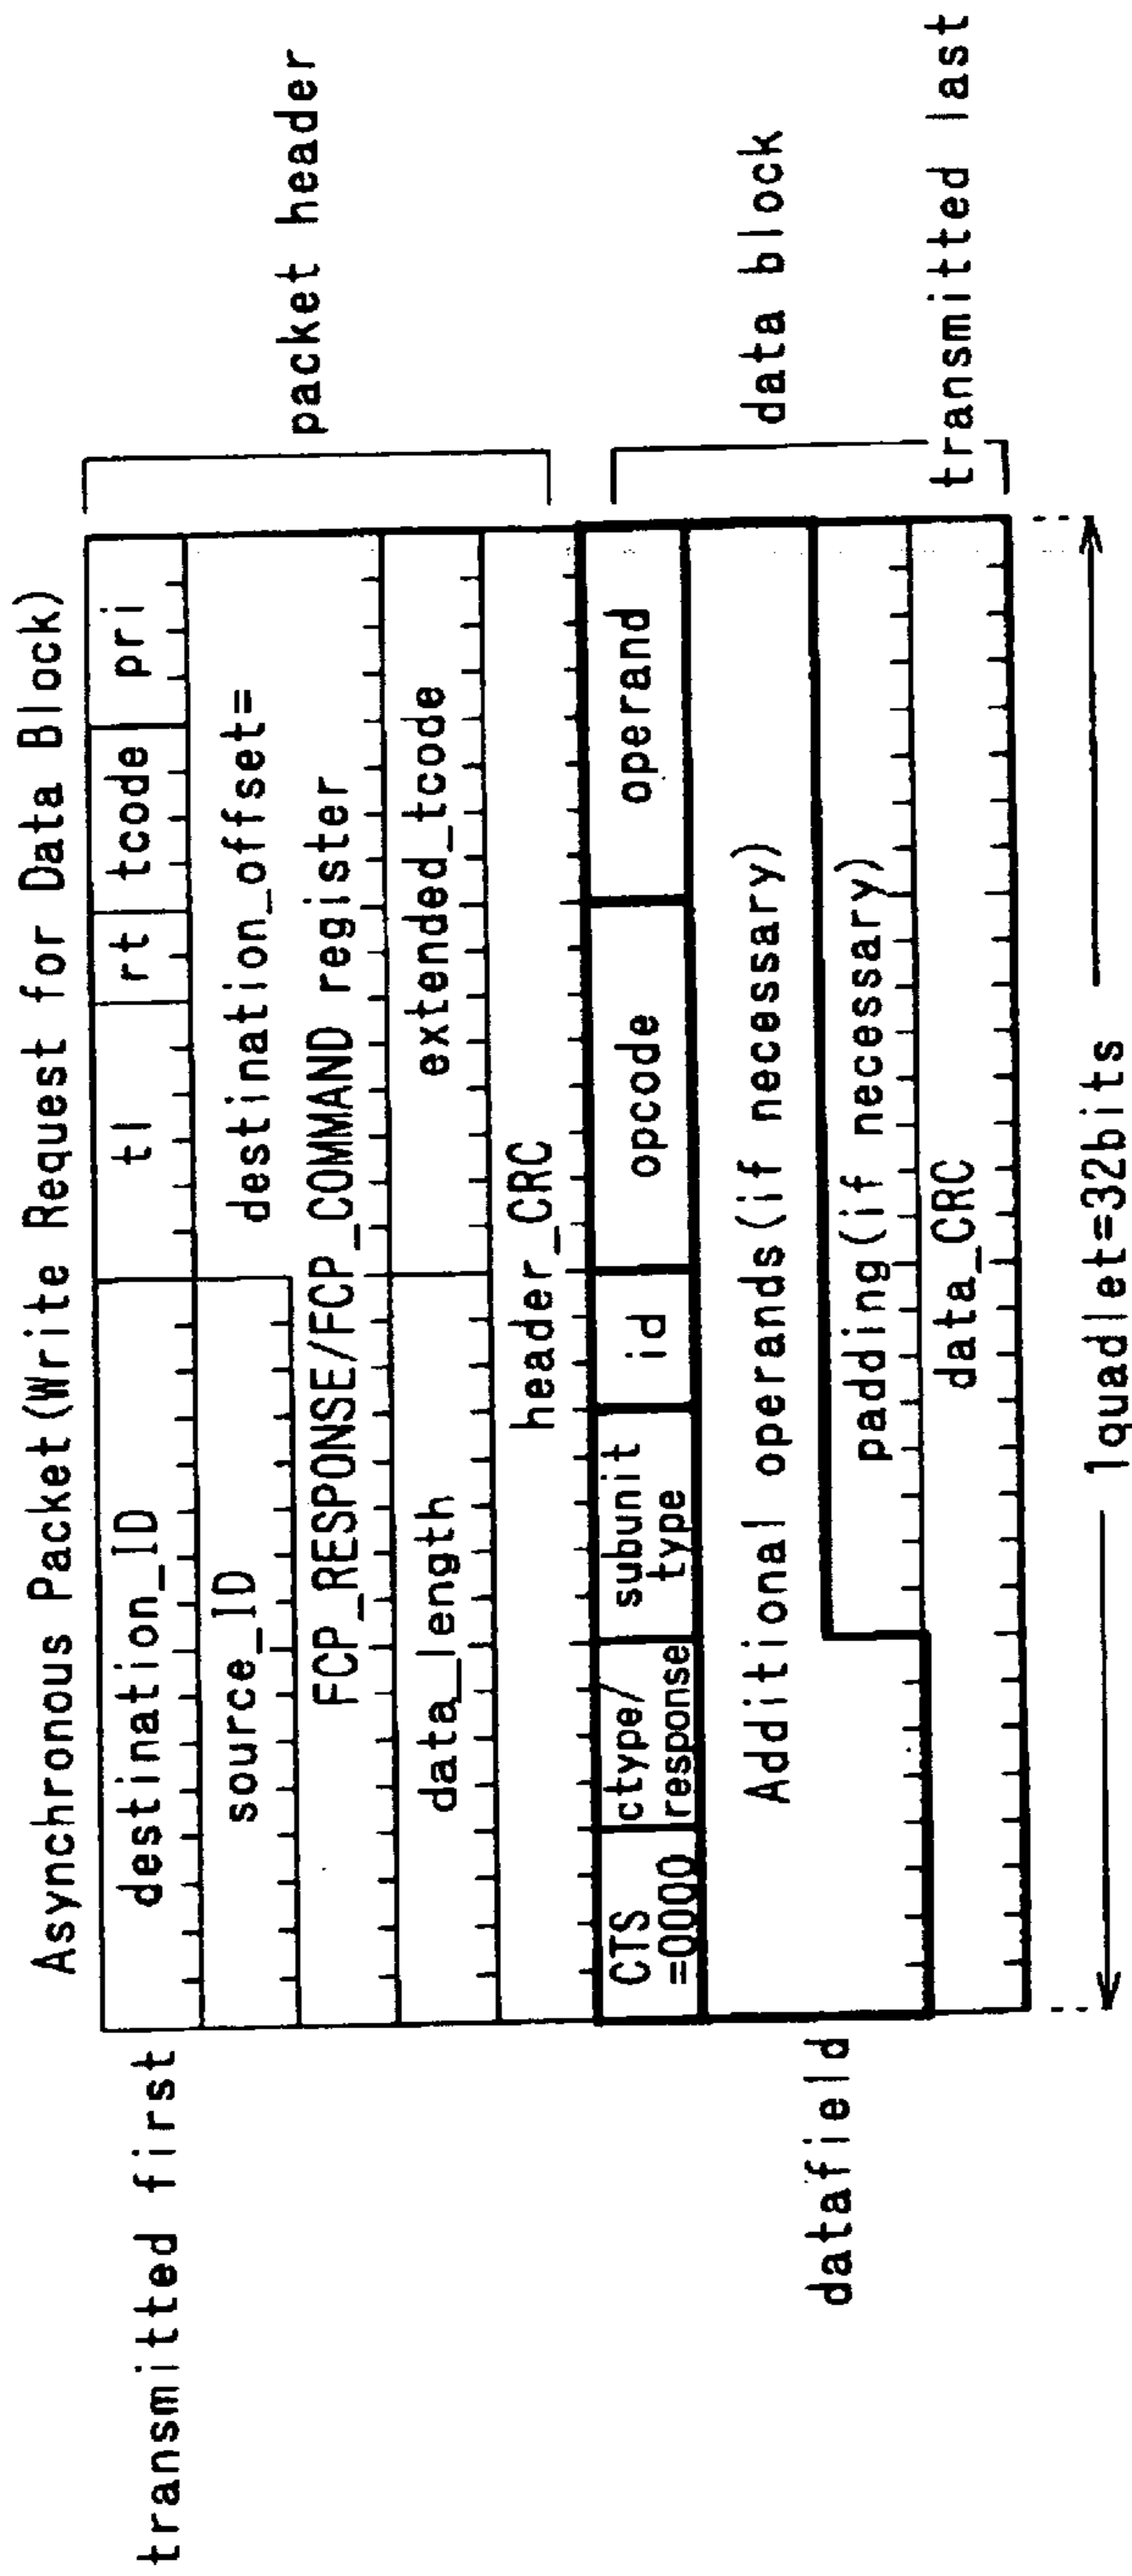 Asynchronous Packet(Write Request for Data Block)
transmitted first
destination_ID
tl
rt
tcode
pri
source_ID
destination_offset=
FCP_RESPONSE/FCP_COMMAND register
data_length
extended_tcode
header_CRC
packet header
CTS
=0000
ctype/
response
subunit
type
id
opcode
operand
Additional operands(if necessary)
padding(if necessary)
data_CRC
datafield
data block
transmitted last
1quadlet=32bits